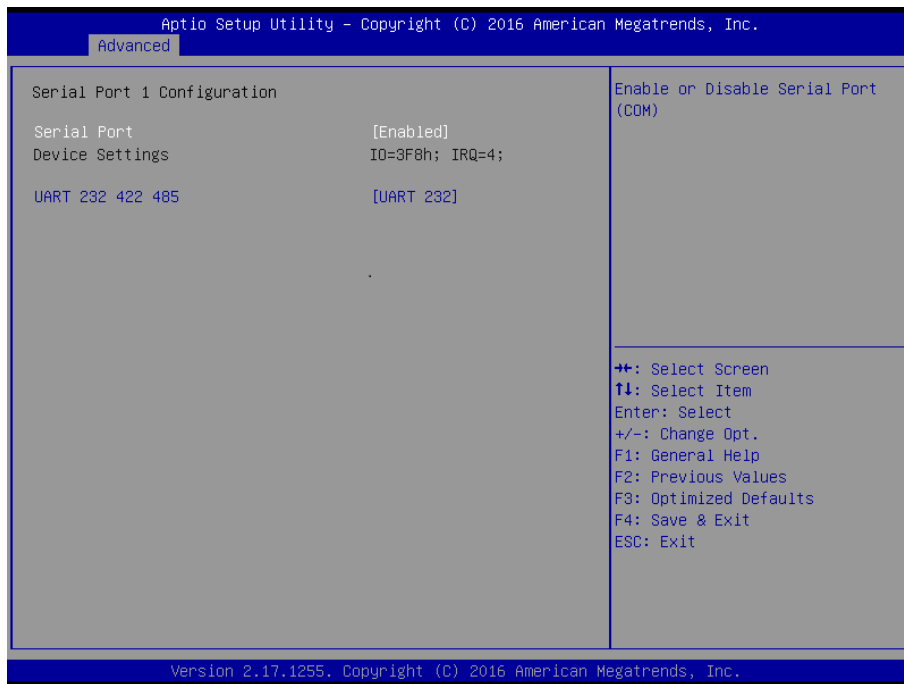 Aptio Setup Utility – Copyright (C) 2016 American Megatrends, Inc.
Advanced
Serial Port 1 Configuration
Serial Port [Enabled]
Device Settings IO=3F8h; IRQ=4;
UART 232 422 485 [UART 232]
.
Enable or Disable Serial Port
(COM)
→←: Select Screen
↑↓: Select Item
Enter: Select
+/-: Change Opt.
F1: General Help
F2: Previous Values
F3: Optimized Defaults
F4: Save & Exit
ESC: Exit
Version 2.17.1255. Copyright (C) 2016 American Megatrends, Inc.